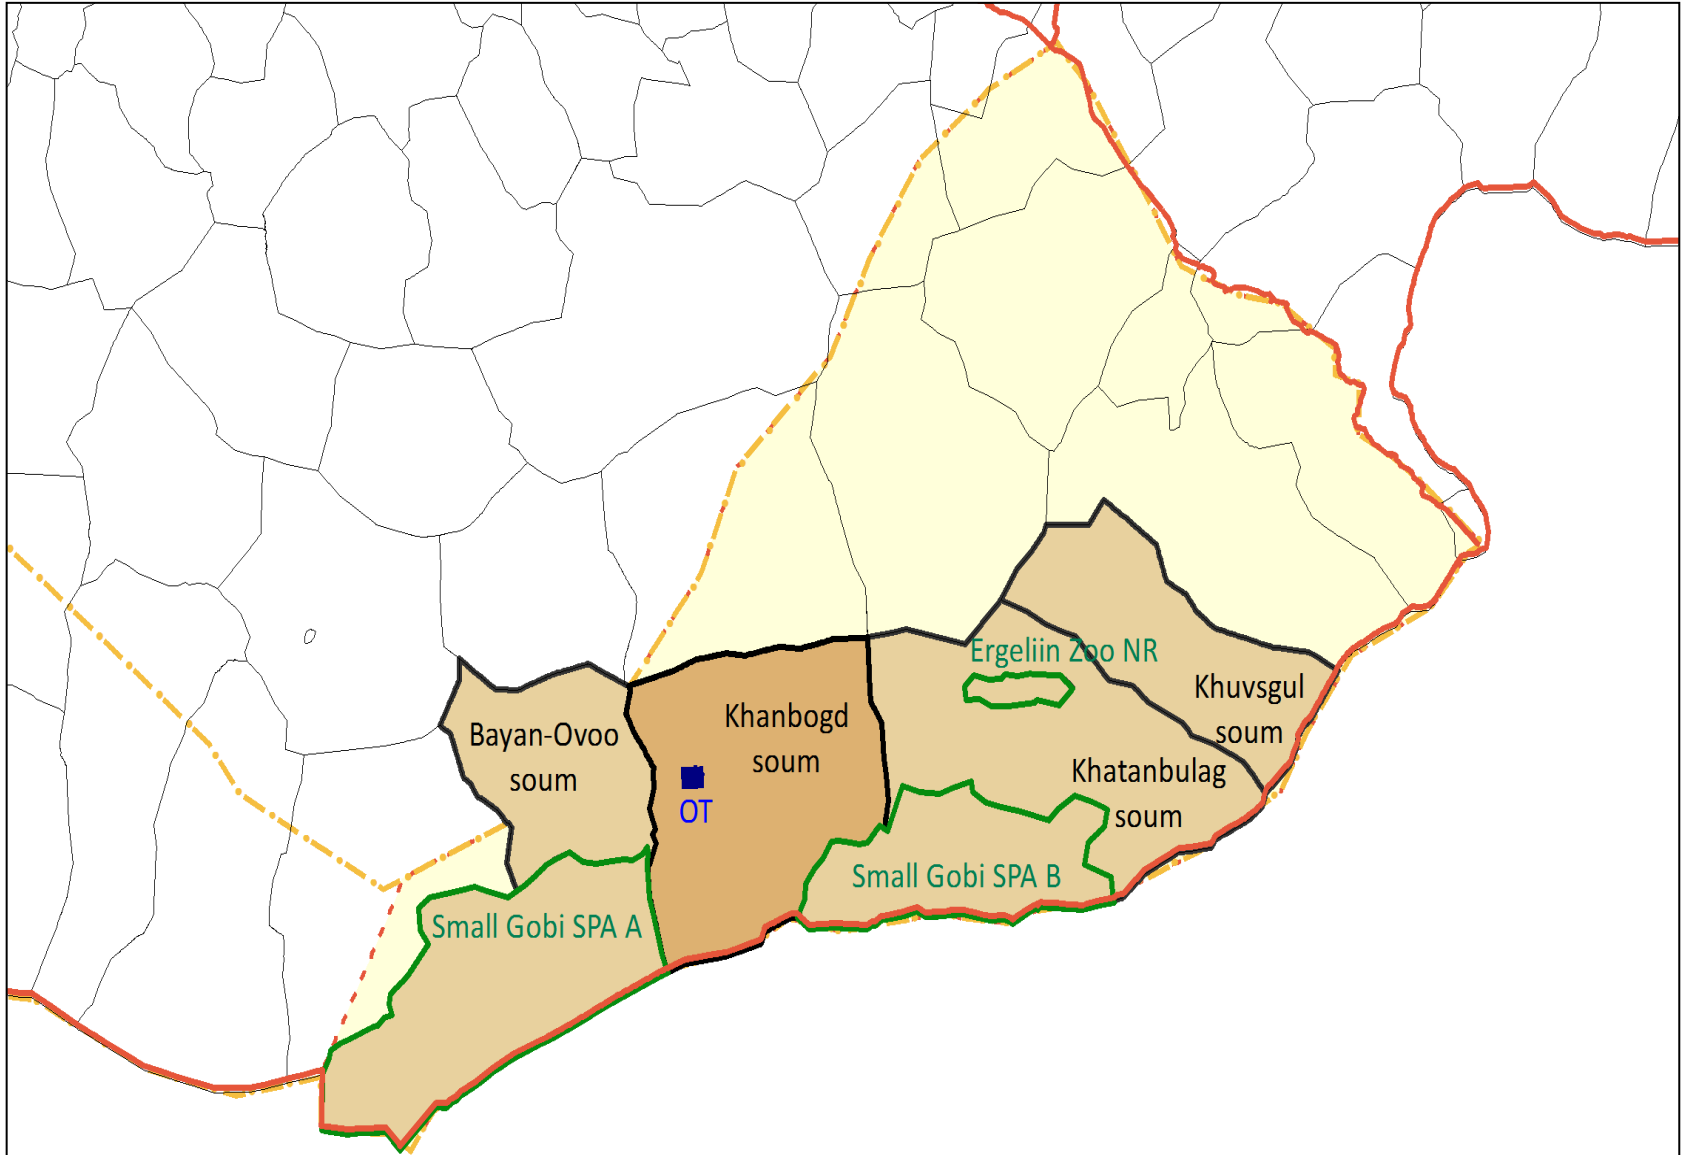 Ergeliin Zoo NR
Khuvsgul
soum
Khanbogd
soum
Bayan-Ovoo
soum
Khatanbulag
soum
OT
Small Gobi SPA B
Small Gobi SPA A